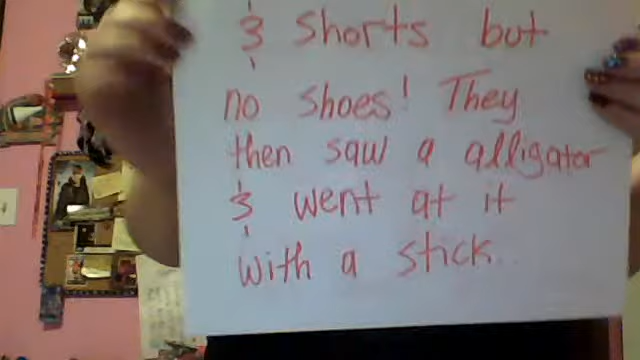 & shorts but
no shoes! They
then saw a alligator
& went at it
with a stick.